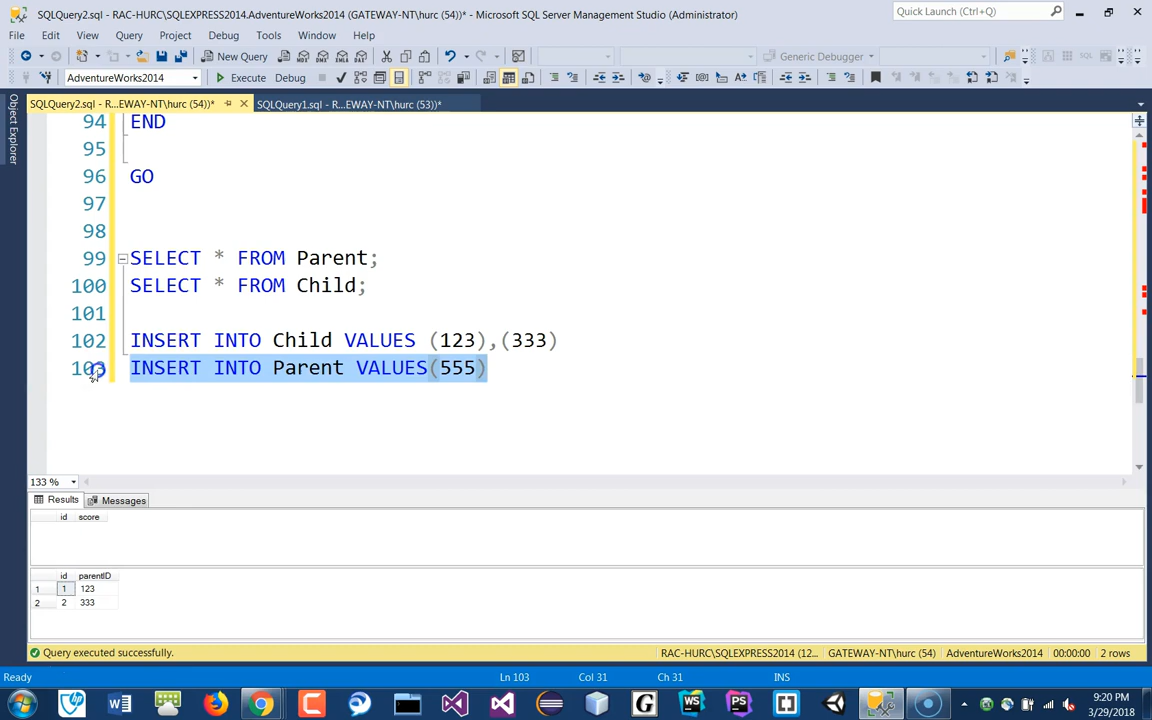 SQLQuery2.sql - RAC-HURC\SQLEXPRESS2014.AdventureWorks2014 (GATEWAY-NT\hurc (54))* - Microsoft SQL Server Management Studio (Administrator)
Quick Launch (Ctrl+Q)
File Edit View Query Project Debug Tools Window Help
New Query
Generic Debugger
AdventureWorks2014
Execute Debug
SQLQuery2.sql - R...EWAY-NT\hurc (54))*
SQLQuery1.sql - R...EWAY-NT\hurc (53))*
Object Explorer
94 END
95
96 GO
97
98
99 SELECT * FROM Parent;
100 SELECT * FROM Child;
101
102 INSERT INTO Child VALUES (123),(333)
103 INSERT INTO Parent VALUES(555)
133 %
Results Messages
id score
id parentID
1 1 123
2 2 333
Query executed successfully.
RAC-HURC\SQLEXPRESS2014 (12... GATEWAY-NT\hurc (54) AdventureWorks2014 00:00:00 2 rows
Ready Ln 103 Col 31 Ch 31 INS
9:20 PM
3/29/2018